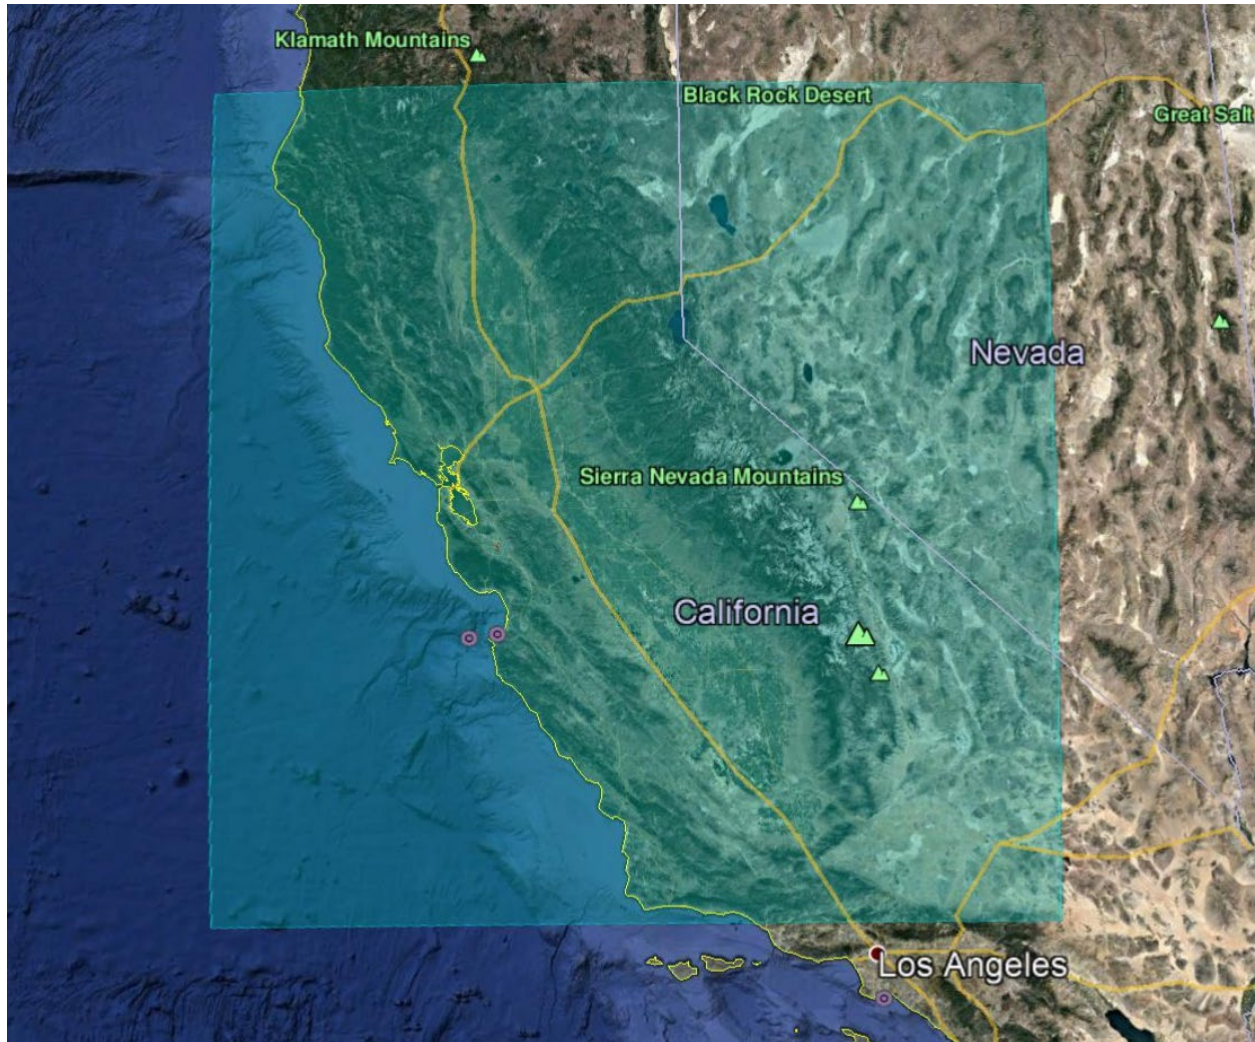 Klamath Mountains
Black Rock Desert
Great Salt
Nevada
Sierra Nevada Mountains
California
Los Angeles